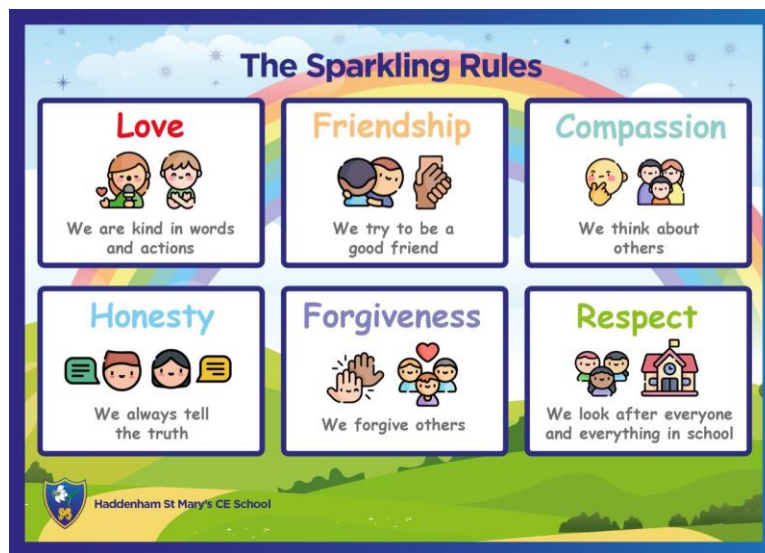 The Sparkling Rules
Love
We are kind in words
and actions
Friendship
We try to be a
good friend
Compassion
We think about
others
Honesty
We always tell
the truth
Forgiveness
We forgive others
Respect
We look after everyone
and everything in school
Haddenham St Mary's CE School